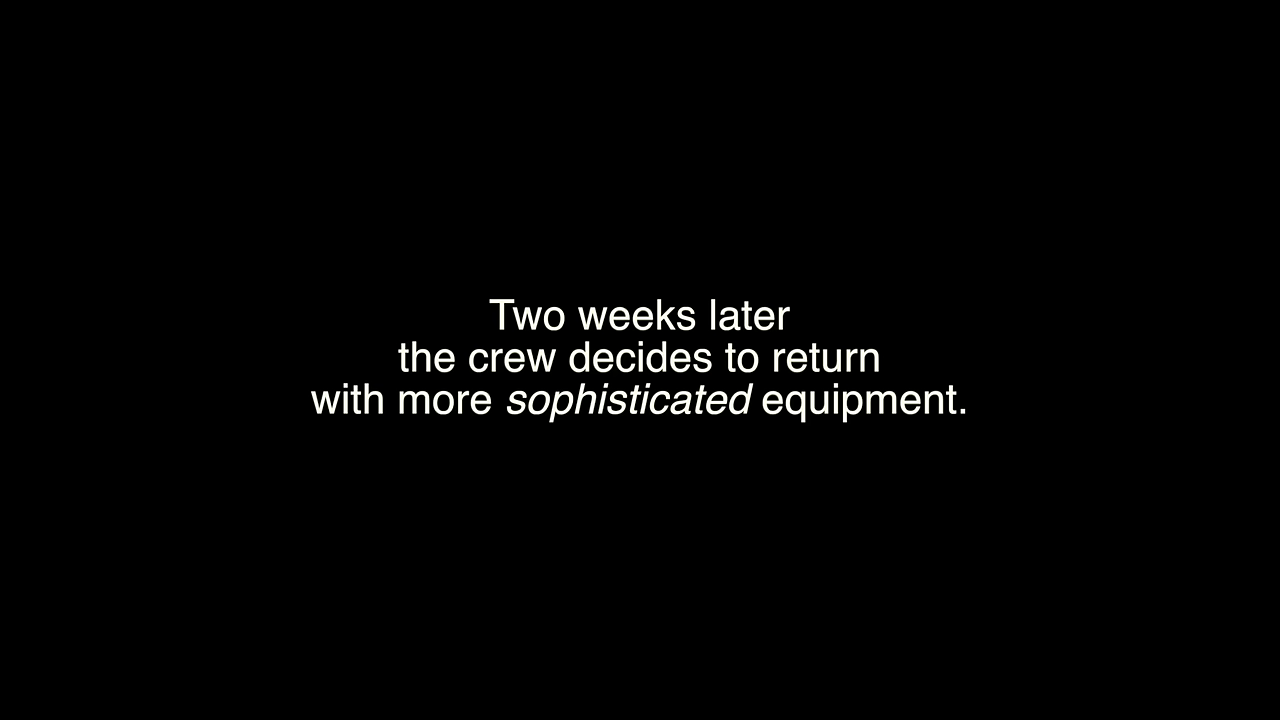 Two weeks later
the crew decides to return
with more sophisticated equipment.